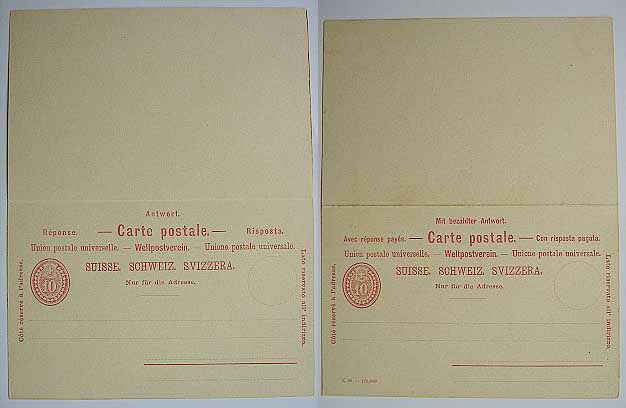 Antwort.
Réponse. — Carte postale. — Risposta.
Union postale universelle. — Weltpostverein. — Unione postale universale.
SUISSE. SCHWEIZ. SVIZZERA.
Nur für die Adresse.
Côté réservé à l'adresse.
10
Lato riservato all' indirizzo.
Mit bezahlter Antwort.
Avec réponse payée. — Carte postale. — Con risposta pagata.
Union postale universelle. — Weltpostverein. — Unione postale universale.
SUISSE. SCHWEIZ. SVIZZERA.
Nur für die Adresse.
Côté réservé à l'adresse.
10
Lato riservato all' indirizzo.